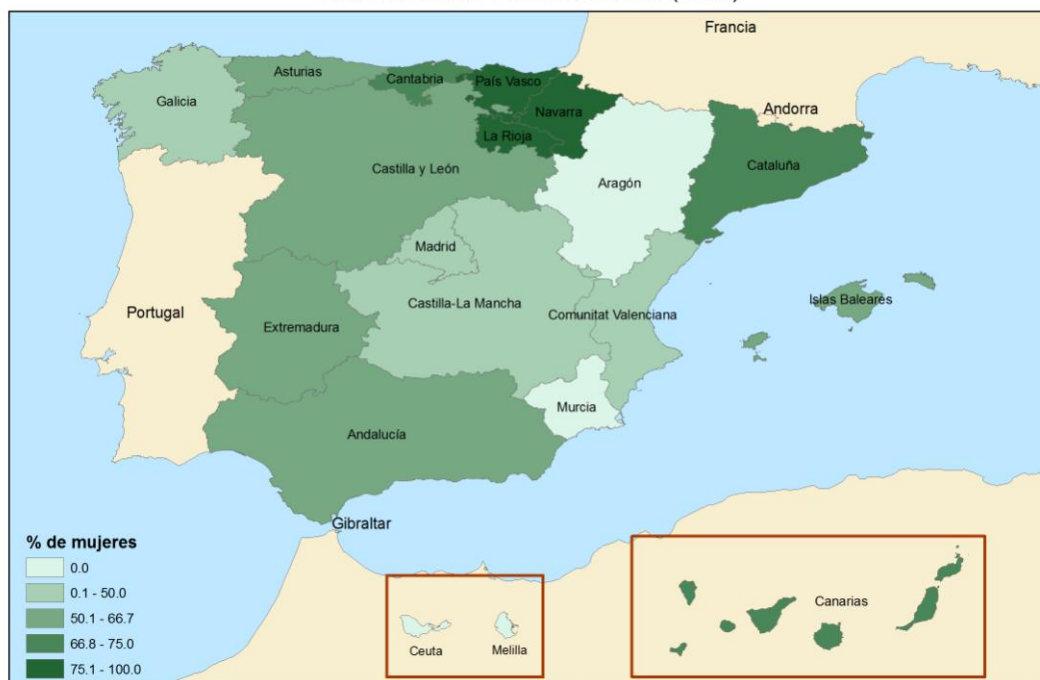 Francia
Asturias
Cantabria
País Vasco
Galicia
Navarra
Andorra
La Rioja
Castilla y León
Cataluña
Aragón
Madrid
Castilla-La Mancha
Islas Baleares
Portugal
Comunitat Valenciana
Extremadura
Murcia
Andalucía
Gibraltar
% de mujeres
0.0
0.1 - 50.0
50.1 - 66.7
66.8 - 75.0
75.1 - 100.0
Ceuta
Melilla
Canarias